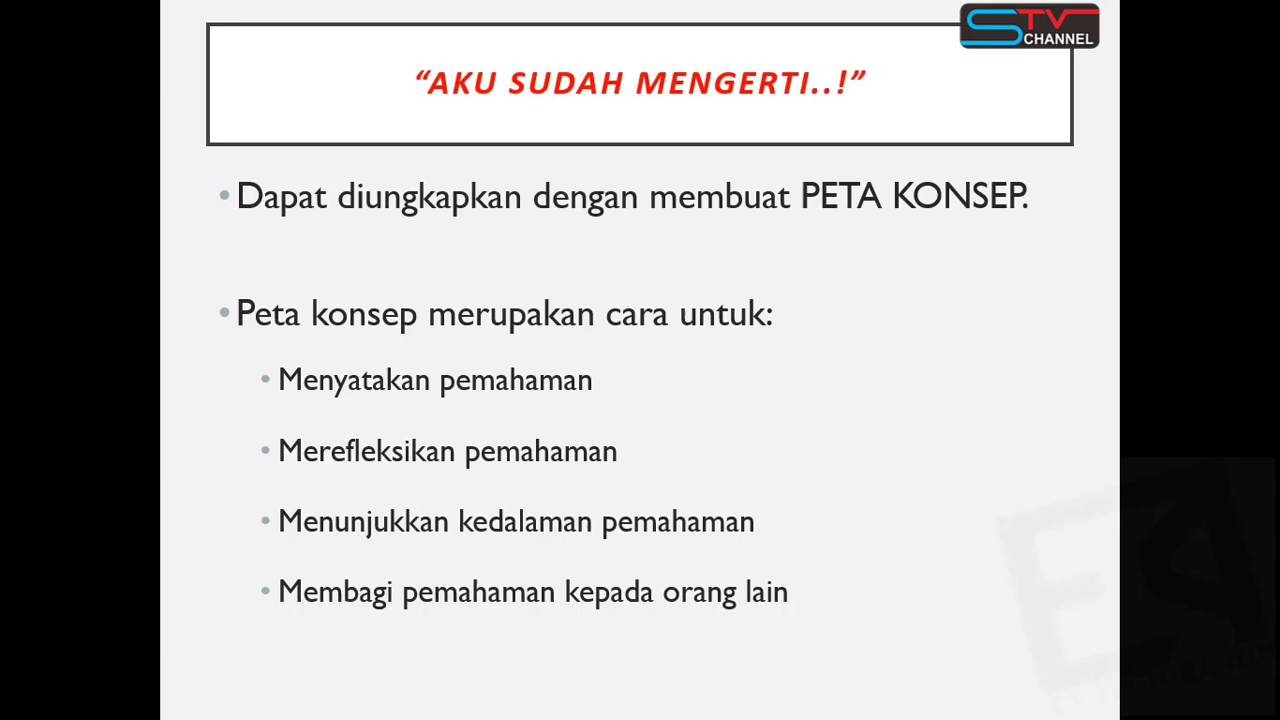 STV
CHANNEL
“AKU SUDAH MENGERTI..!”
•Dapat diungkapkan dengan membuat PETA KONSEP.
•Peta konsep merupakan cara untuk:
• Menyatakan pemahaman
• Merefleksikan pemahaman
• Menunjukkan kedalaman pemahaman
• Membagi pemahaman kepada orang lain